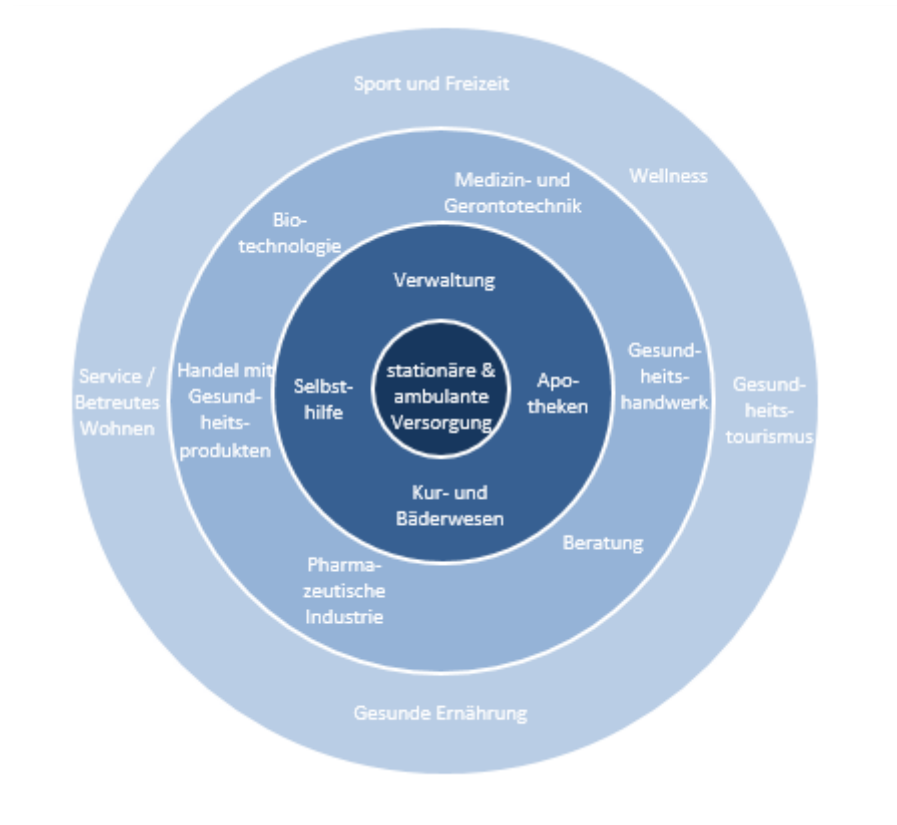 Sport und Freizeit
Wellness
Medizin- und
Gerontotechnik
Bio-
technologie
Verwaltung
Service /
Betreutes
Wohnen
Handel mit
Gesund-
heits-
produkten
Selbst-
hilfe
stationäre &
ambulante
Versorgung
Apo-
theken
Gesund-
heits-
handwerk
Gesund-
heits-
tourismus
Kur- und
Bäderwesen
Beratung
Pharma-
zeutische
Industrie
Gesunde Ernährung